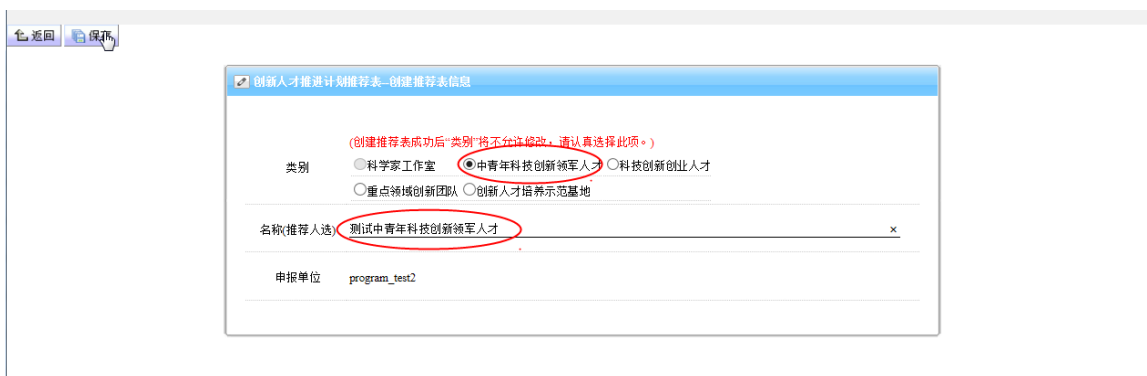 返回 保存
创新人才推进计划推荐表--创建推荐表信息
(创建推荐表成功后“类别”将不允许修改，请认真选择此项。)
类别 科学家工作室 中青年科技创新领军人才 科技创新创业人才
重点领域创新团队 创新人才培养示范基地
名称(推荐人选) 测试中青年科技创新领军人才 ×
申报单位 program_test2